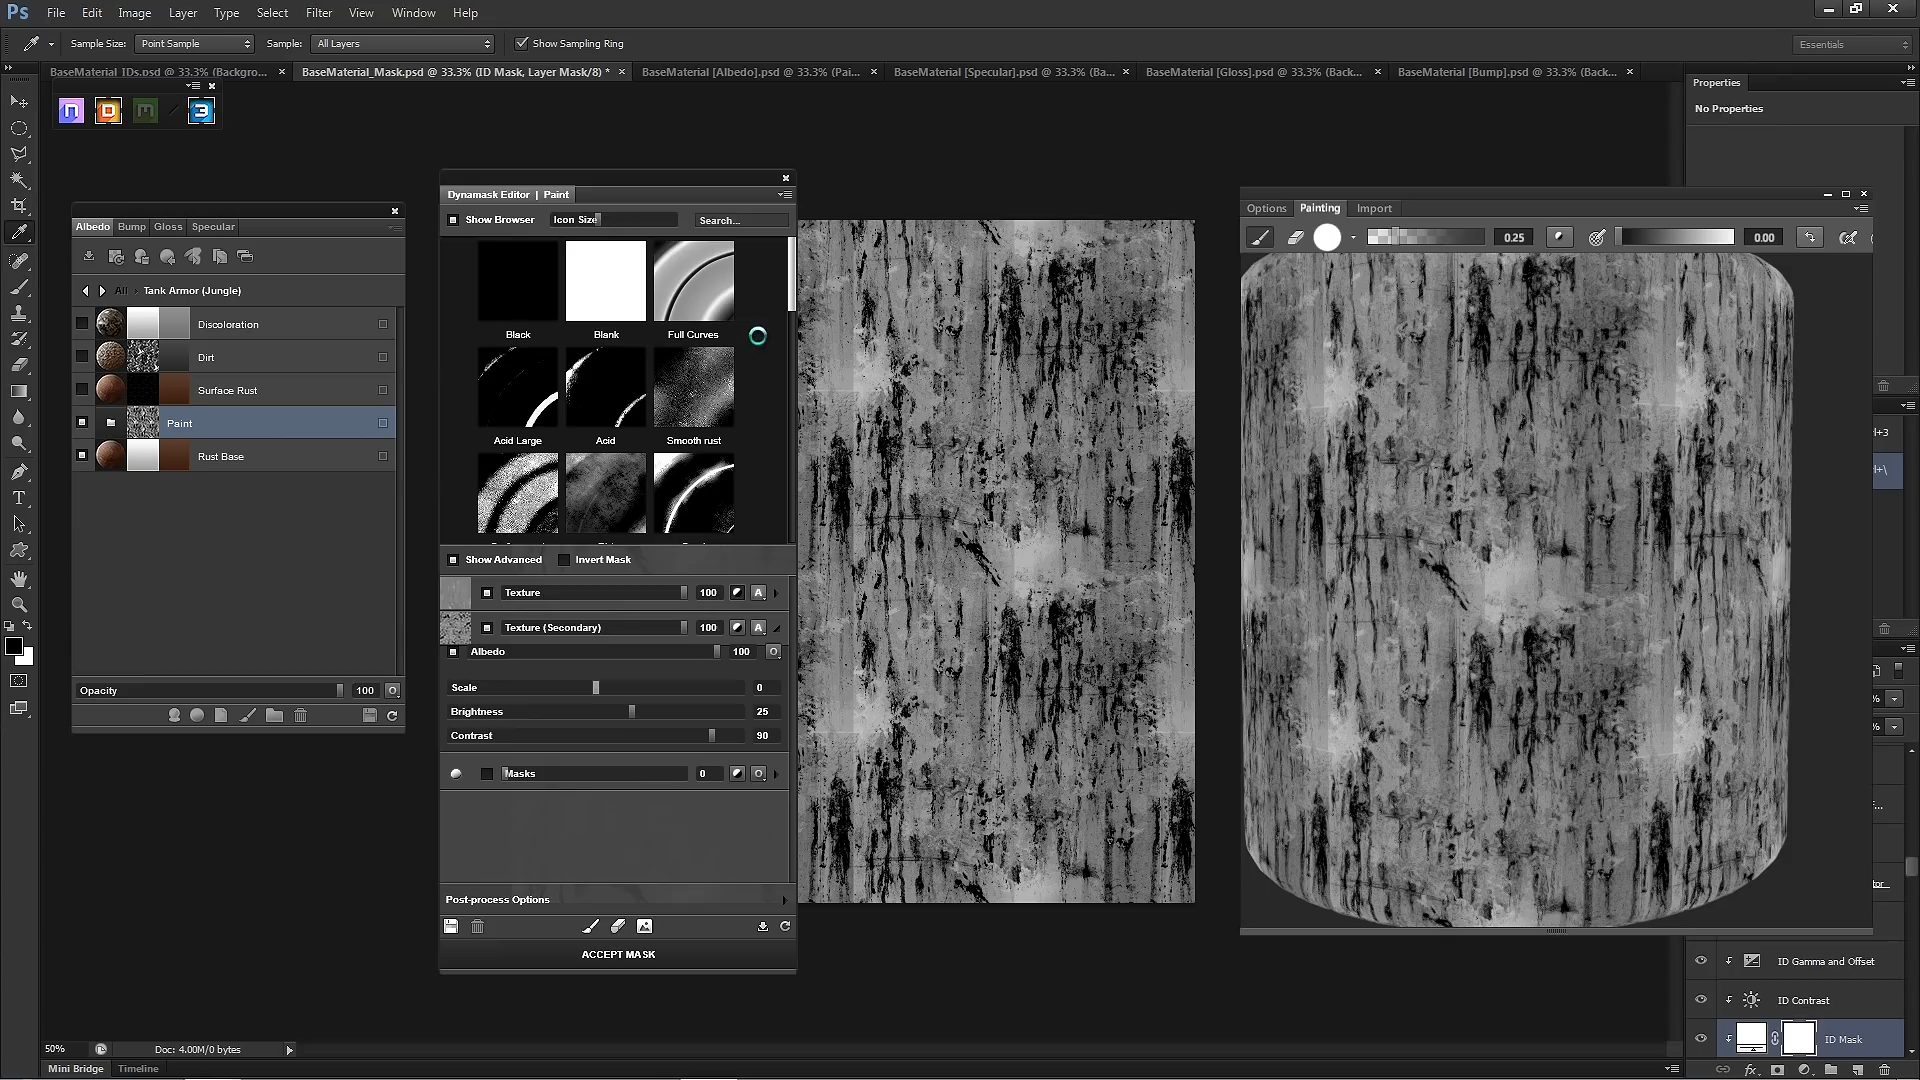 Ps File Edit Image Layer Type Select Filter View Window Help
Sample Size: Point Sample Sample: All Layers Show Sampling Ring Essentials
BaseMaterial_IDs.psd @ 33.3% (Backgro... BaseMaterial_Mask.psd @ 33.3% (ID Mask, Layer Mask/8) * BaseMaterial [Albedo].psd @ 33.3% (Pai... BaseMaterial [Specular].psd @ 33.3% (Ba... BaseMaterial [Gloss].psd @ 33.3% (Back... BaseMaterial [Bump].psd @ 33.3% (Back...
Properties
No Properties
Albedo Bump Gloss Specular
All Tank Armor (Jungle)
Discoloration
Dirt
Surface Rust
Paint
Rust Base
Opacity 100
Dynamask Editor | Paint
Show Browser Icon Size Search...
Black Blank Full Curves
Acid Large Acid Smooth rust
Show Advanced Invert Mask
Texture 100 A
Texture (Secondary) 100 A
Albedo 100
Scale 0
Brightness 25
Contrast 90
Masks 0
Post-process Options
ACCEPT MASK
Options Painting Import
0.25 0.00
ID Gamma and Offset
ID Contrast
ID Mask
50% Doc: 4.00M/0 bytes
Mini Bridge Timeline